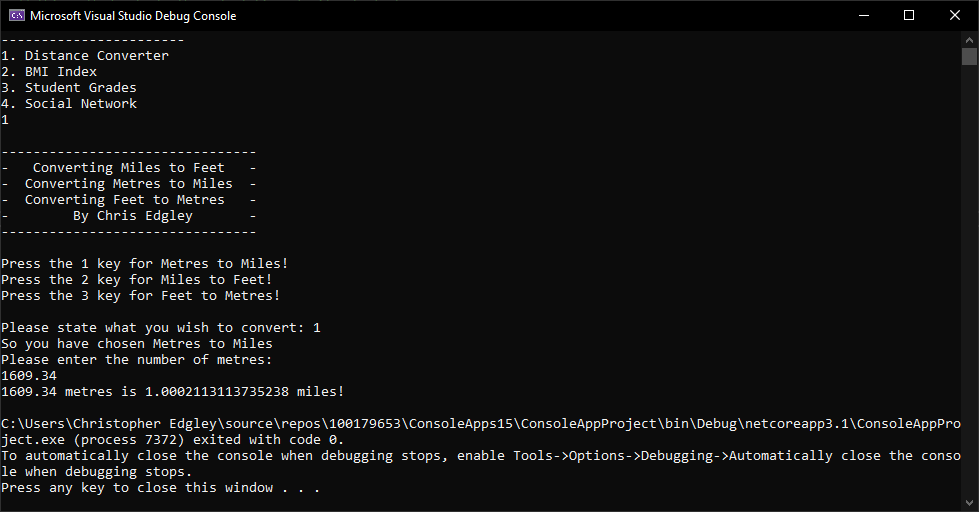 Microsoft Visual Studio Debug Console
-----------------------
1. Distance Converter
2. BMI Index
3. Student Grades
4. Social Network
1
--------------------------------
-   Converting Miles to Feet   -
-  Converting Metres to Miles  -
-  Converting Feet to Metres   -
-        By Chris Edgley       -
--------------------------------
Press the 1 key for Metres to Miles!
Press the 2 key for Miles to Feet!
Press the 3 key for Feet to Metres!
Please state what you wish to convert: 1
So you have chosen Metres to Miles
Please enter the number of metres:
1609.34
1609.34 metres is 1.0002113113735238 miles!
C:\Users\Christopher Edgley\source\repos\100179653\ConsoleApps15\ConsoleAppProject\bin\Debug\netcoreapp3.1\ConsoleAppPro
ject.exe (process 7372) exited with code 0.
To automatically close the console when debugging stops, enable Tools->Options->Debugging->Automatically close the conso
le when debugging stops.
Press any key to close this window . . .